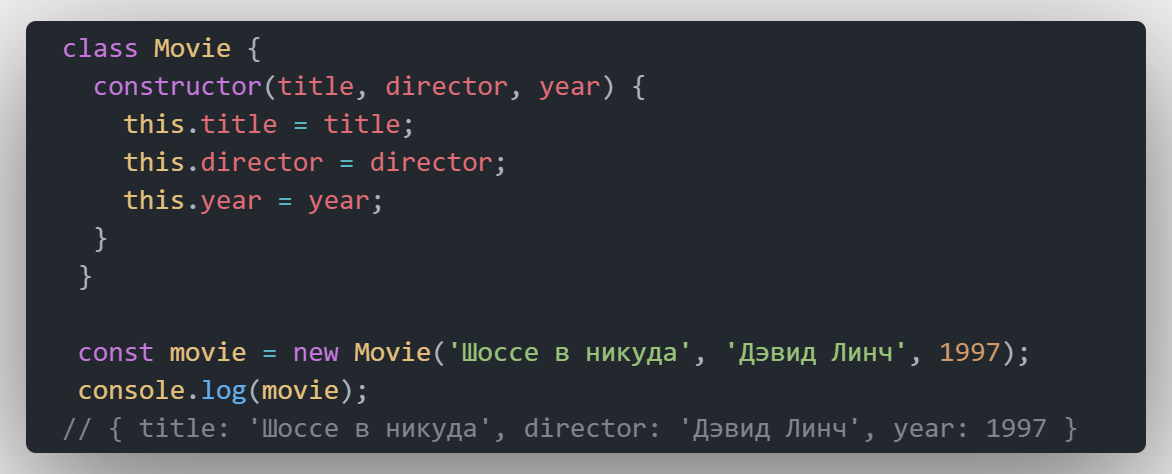 class Movie {
  constructor(title, director, year) {
    this.title = title;
    this.director = director;
    this.year = year;
  }
 }

 const movie = new Movie('Шоссе в никуда', 'Дэвид Линч', 1997);
 console.log(movie);
// { title: 'Шоссе в никуда', director: 'Дэвид Линч', year: 1997 }